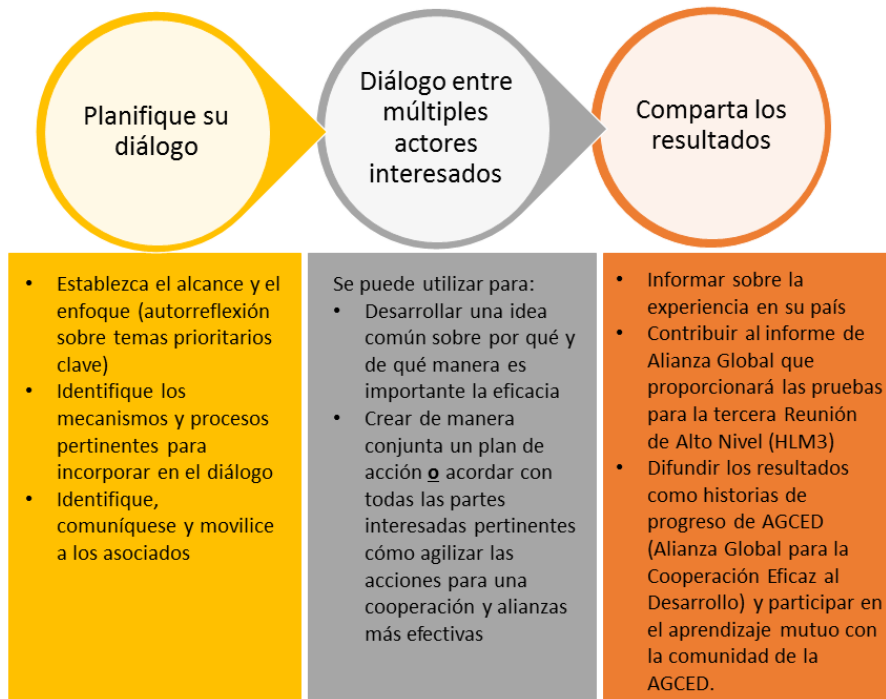 Planifique su
diálogo
Diálogo entre
múltiples
actores
interesados
Comparta los
resultados
• Establezca el alcance y el
enfoque (autorreflexión
sobre temas prioritarios
clave)
• Identifique los
mecanismos y procesos
pertinentes para
incorporar en el diálogo
• Identifique,
comuníquese y movilice
a los asociados
Se puede utilizar para:
• Desarrollar una idea
común sobre por qué y
de qué manera es
importante la eficacia
• Crear de manera
conjunta un plan de
acción o acordar con
todas las partes
interesadas pertinentes
cómo agilizar las
acciones para una
cooperación y alianzas
más efectivas
• Informar sobre la
experiencia en su país
• Contribuir al informe de
Alianza Global que
proporcionará las pruebas
para la tercera Reunión
de Alto Nivel (HLM3)
• Difundir los resultados
como historias de
progreso de AGCED
(Alianza Global para la
Cooperación Eficaz al
Desarrollo) y participar en
el aprendizaje mutuo con
la comunidad de la
AGCED.